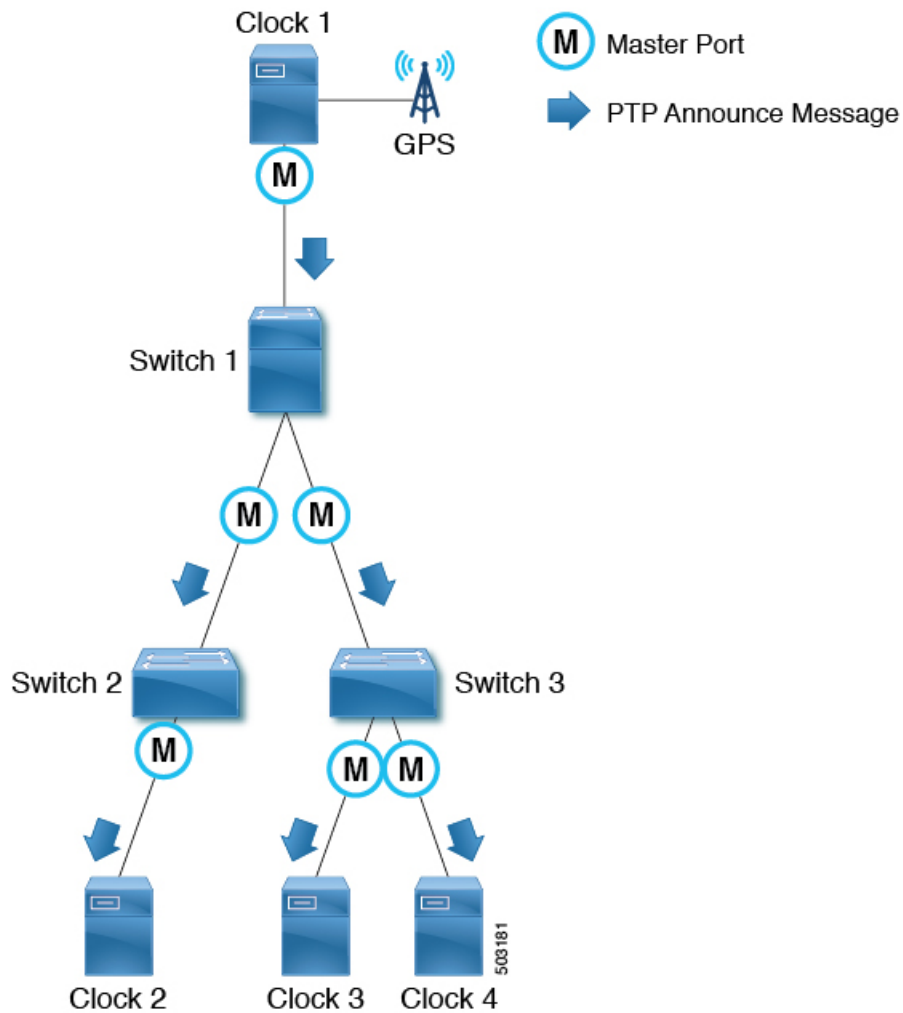 Clock 1
M Master Port
PTP Announce Message
GPS
M
Switch 1
M M
Switch 2
Switch 3
M
M M
503181
Clock 2
Clock 3
Clock 4